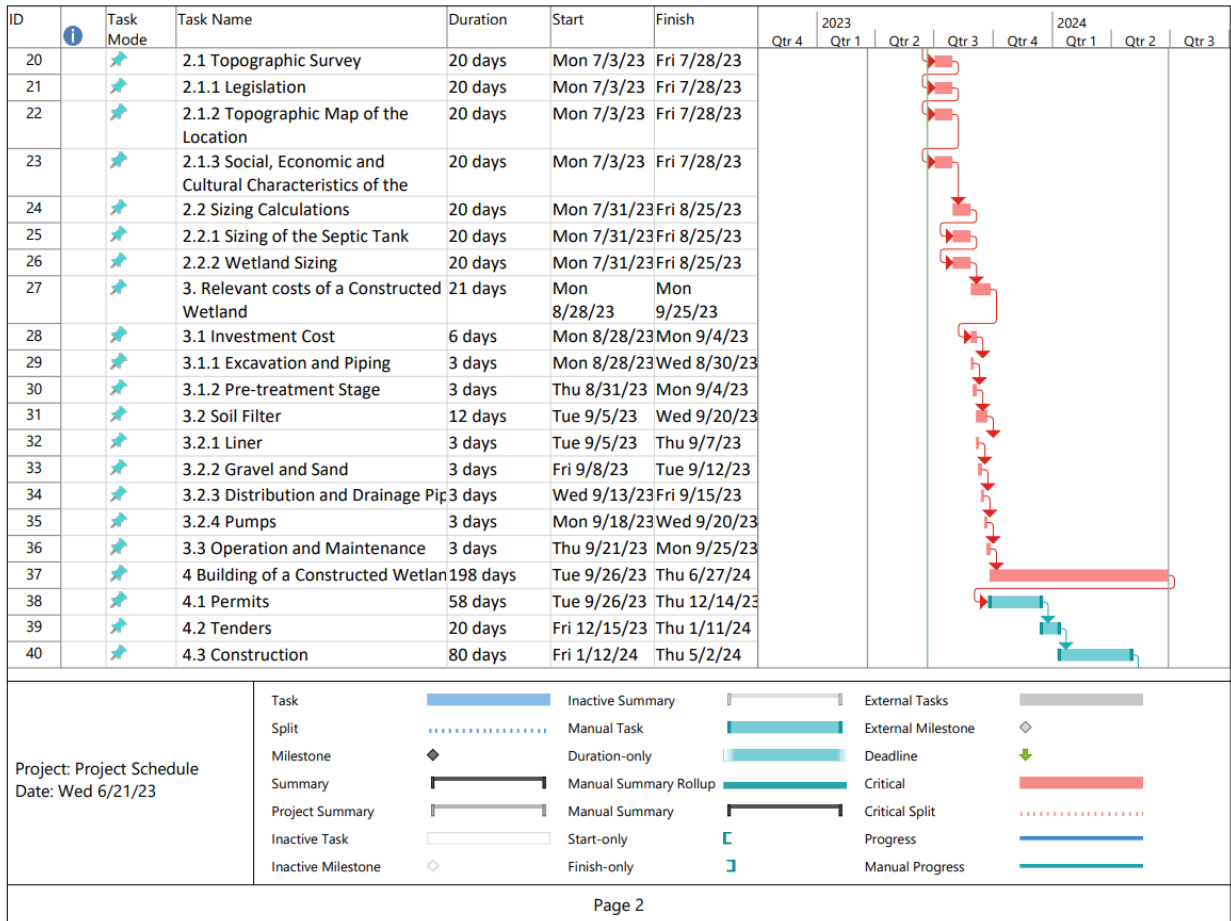 ID Task Mode Task Name Duration Start Finish
2023 2024
Qtr 4 Qtr 1 Qtr 2 Qtr 3 Qtr 4 Qtr 1 Qtr 2 Qtr 3
20 2.1 Topographic Survey 20 days Mon 7/3/23 Fri 7/28/23
21 2.1.1 Legislation 20 days Mon 7/3/23 Fri 7/28/23
22 2.1.2 Topographic Map of the 20 days Mon 7/3/23 Fri 7/28/23
Location
23 2.1.3 Social, Economic and 20 days Mon 7/3/23 Fri 7/28/23
Cultural Characteristics of the
24 2.2 Sizing Calculations 20 days Mon 7/31/23 Fri 8/25/23
25 2.2.1 Sizing of the Septic Tank 20 days Mon 7/31/23 Fri 8/25/23
26 2.2.2 Wetland Sizing 20 days Mon 7/31/23 Fri 8/25/23
27 3. Relevant costs of a Constructed 21 days Mon Mon
Wetland 8/28/23 9/25/23
28 3.1 Investment Cost 6 days Mon 8/28/23 Mon 9/4/23
29 3.1.1 Excavation and Piping 3 days Mon 8/28/23 Wed 8/30/23
30 3.1.2 Pre-treatment Stage 3 days Thu 8/31/23 Mon 9/4/23
31 3.2 Soil Filter 12 days Tue 9/5/23 Wed 9/20/23
32 3.2.1 Liner 3 days Tue 9/5/23 Thu 9/7/23
33 3.2.2 Gravel and Sand 3 days Fri 9/8/23 Tue 9/12/23
34 3.2.3 Distribution and Drainage Pip 3 days Wed 9/13/23 Fri 9/15/23
35 3.2.4 Pumps 3 days Mon 9/18/23 Wed 9/20/23
36 3.3 Operation and Maintenance 3 days Thu 9/21/23 Mon 9/25/23
37 4 Building of a Constructed Wetlan 198 days Tue 9/26/23 Thu 6/27/24
38 4.1 Permits 58 days Tue 9/26/23 Thu 12/14/23
39 4.2 Tenders 20 days Fri 12/15/23 Thu 1/11/24
40 4.3 Construction 80 days Fri 1/12/24 Thu 5/2/24
Project: Project Schedule
Date: Wed 6/21/23
Task Inactive Summary External Tasks
Split Manual Task External Milestone
Milestone Duration-only Deadline
Summary Manual Summary Rollup Critical
Project Summary Manual Summary Critical Split
Inactive Task Start-only Progress
Inactive Milestone Finish-only Manual Progress
Page 2